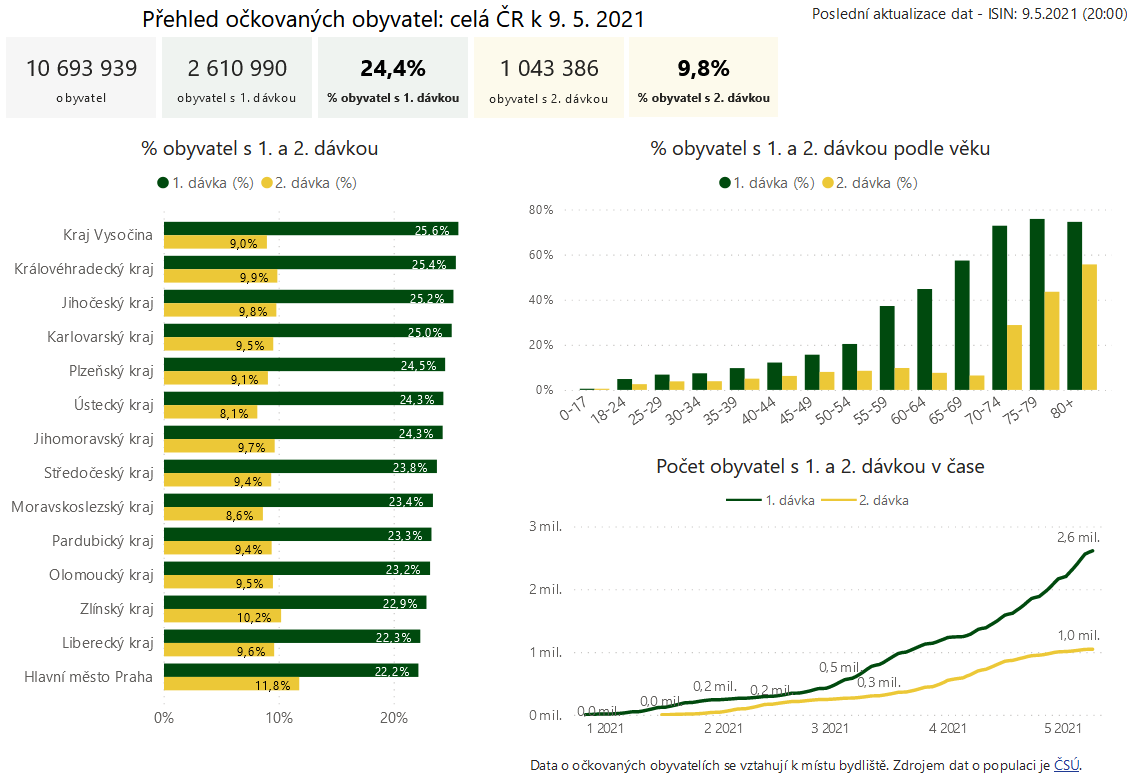 Přehled očkovaných obyvatel: celá ČR k 9. 5. 2021
Poslední aktualizace dat - ISIN: 9.5.2021 (20:00)
10 693 939
obyvatel
2 610 990
obyvatel s 1. dávkou
24,4%
% obyvatel s 1. dávkou
1 043 386
obyvatel s 2. dávkou
9,8%
% obyvatel s 2. dávkou
% obyvatel s 1. a 2. dávkou
1. dávka (%) 2. dávka (%)
Kraj Vysočina 25,6%
9,0%
Královéhradecký kraj 25,4%
9,9%
Jihočeský kraj 25,2%
9,8%
Karlovarský kraj 25,0%
9,5%
Plzeňský kraj 24,5%
9,1%
Ústecký kraj 24,3%
8,1%
Jihomoravský kraj 24,3%
9,7%
Středočeský kraj 23,8%
9,4%
Moravskoslezský kraj 23,4%
8,6%
Pardubický kraj 23,3%
9,4%
Olomoucký kraj 23,2%
9,5%
Zlínský kraj 22,9%
10,2%
Liberecký kraj 22,3%
9,6%
Hlavní město Praha 22,2%
11,8%
0% 10% 20%
% obyvatel s 1. a 2. dávkou podle věku
1. dávka (%) 2. dávka (%)
80%
60%
40%
20%
0%
0-17 18-24 25-29 30-34 35-39 40-44 45-49 50-54 55-59 60-64 65-69 70-74 75-79 80+
Počet obyvatel s 1. a 2. dávkou v čase
1. dávka 2. dávka
3 mil.
2,6 mil.
2 mil.
1,0 mil.
1 mil.
0,5 mil.
0,3 mil.
0,2 mil.
0,2 mil.
0,0 mil.
0,0 mil.
0 mil.
1 2021 2 2021 3 2021 4 2021 5 2021
Data o očkovaných obyvatelích se vztahují k místu bydliště. Zdrojem dat o populaci je ČSÚ.